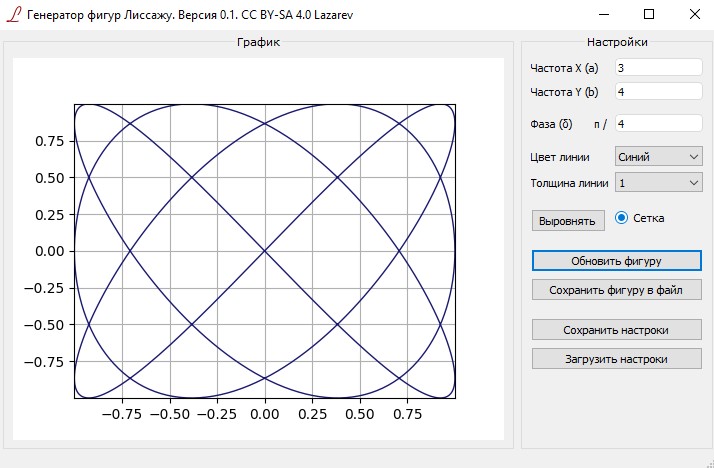 Генератор фигур Лиссажу. Версия 0.1. CC BY-SA 4.0 Lazarev
График
0.75
0.50
0.25
0.00
−0.25
−0.50
−0.75
−0.75 −0.50 −0.25 0.00 0.25 0.50 0.75
Настройки
Частота X (a) 3
Частота Y (b) 4
Фаза (δ) п / 4
Цвет линии Синий
Толщина линии 1
Выровнять Сетка
Обновить фигуру
Сохранить фигуру в файл
Сохранить настройки
Загрузить настройки